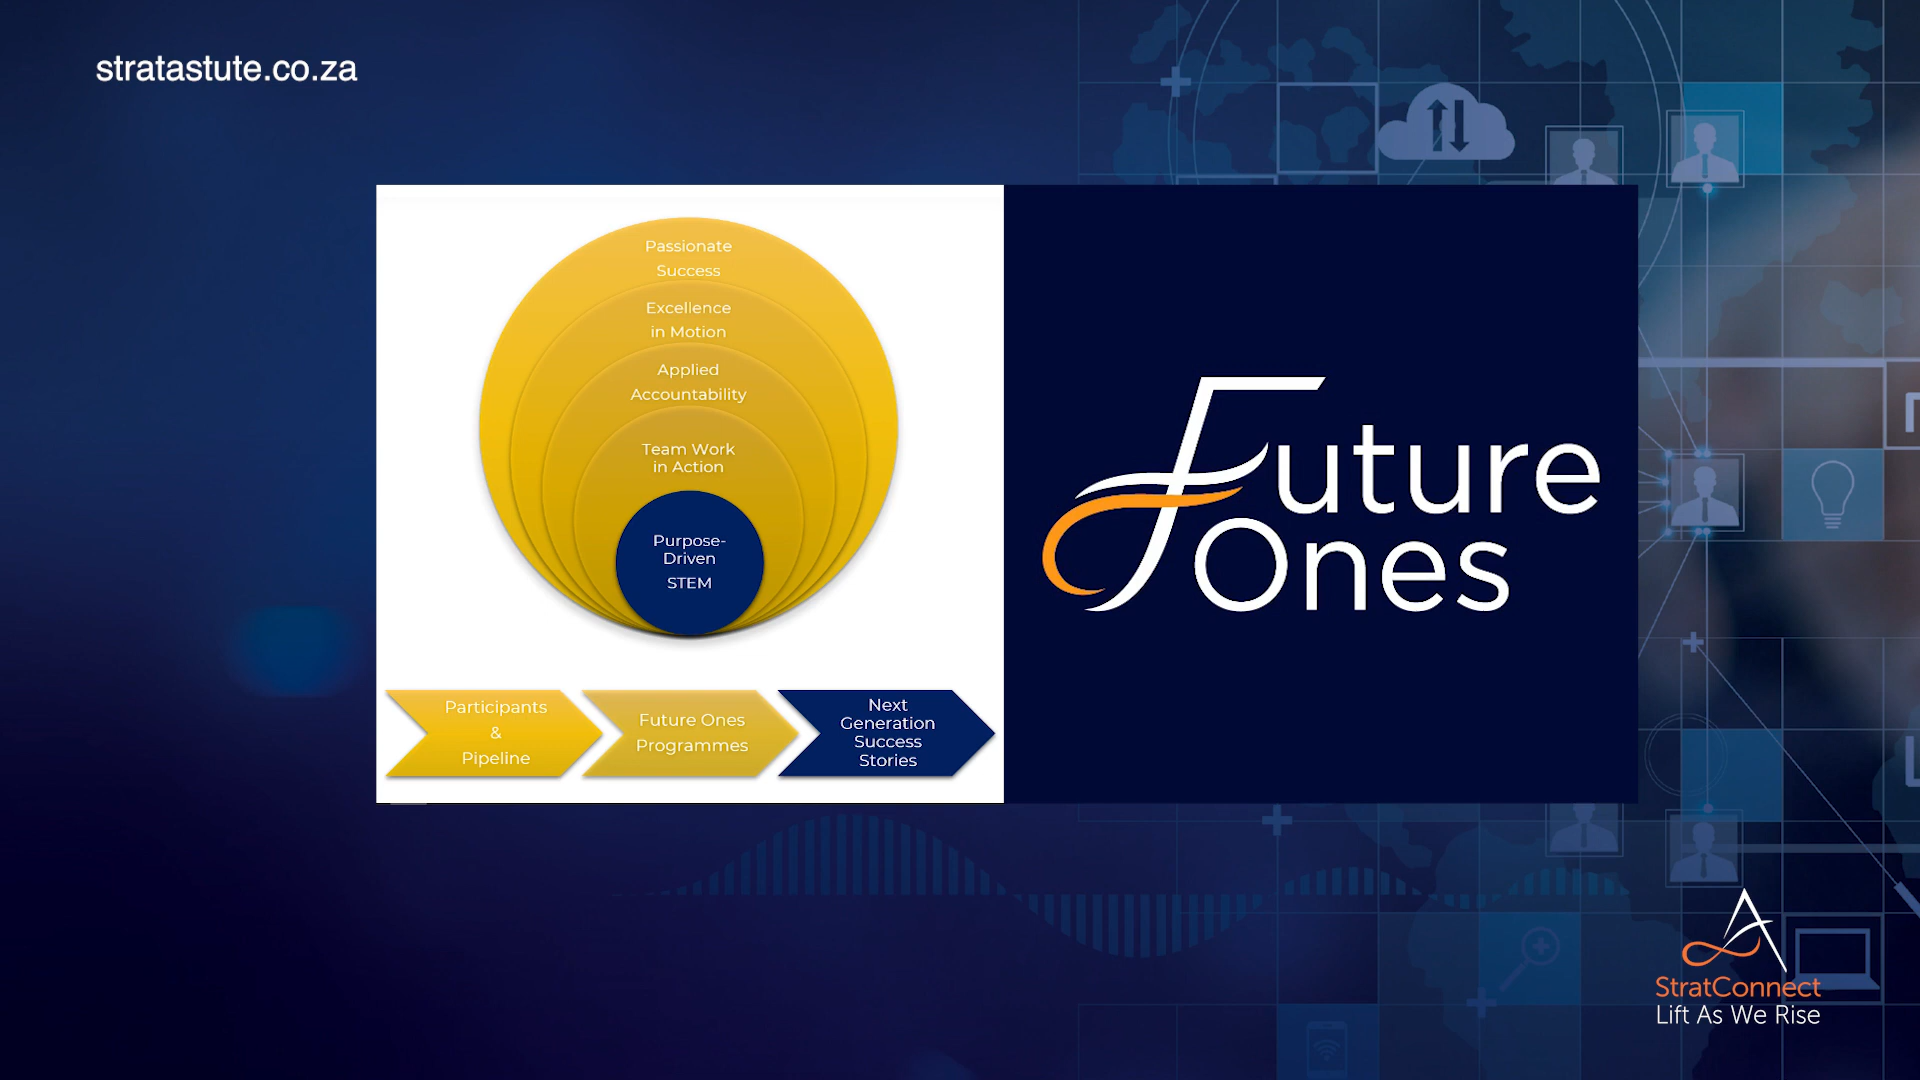 stratastute.co.za
Passionate
Success
Excellence
in Motion
Applied
Accountability
Team Work
in Action
Purpose-
Driven
STEM
Participants
&
Pipeline
Future Ones
Programmes
Next
Generation
Success
Stories
Future
Ones
StratConnect
Lift As We Rise